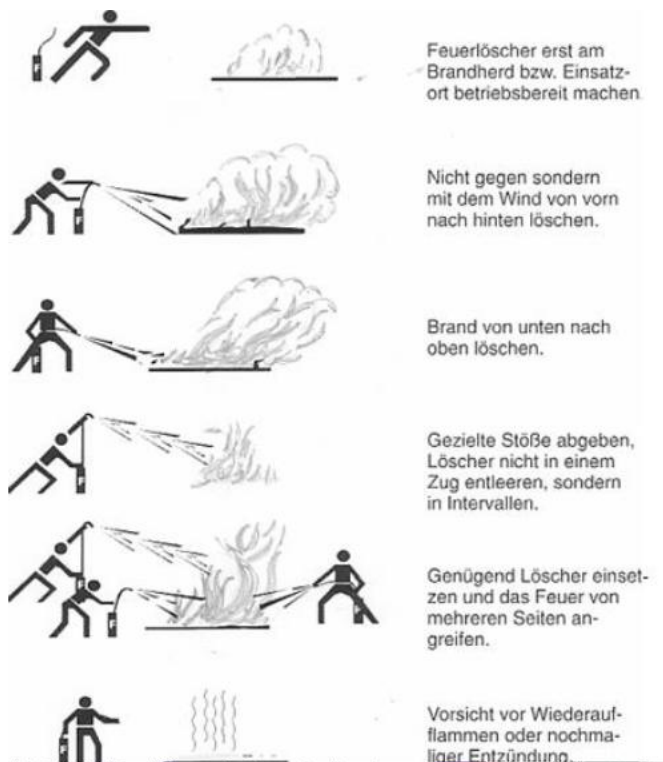 Feuerlöscher erst am
Brandherd bzw. Einsatz-
ort betriebsbereit machen
Nicht gegen sondern
mit dem Wind von vorn
nach hinten löschen.
Brand von unten nach
oben löschen.
Gezielte Stöße abgeben,
Löscher nicht in einem
Zug entleeren, sondern
in Intervallen.
Genügend Löscher einset-
zen und das Feuer von
mehreren Seiten an-
greifen.
Vorsicht vor Wiederauf-
flammen oder nochma-
liger Entzündung.